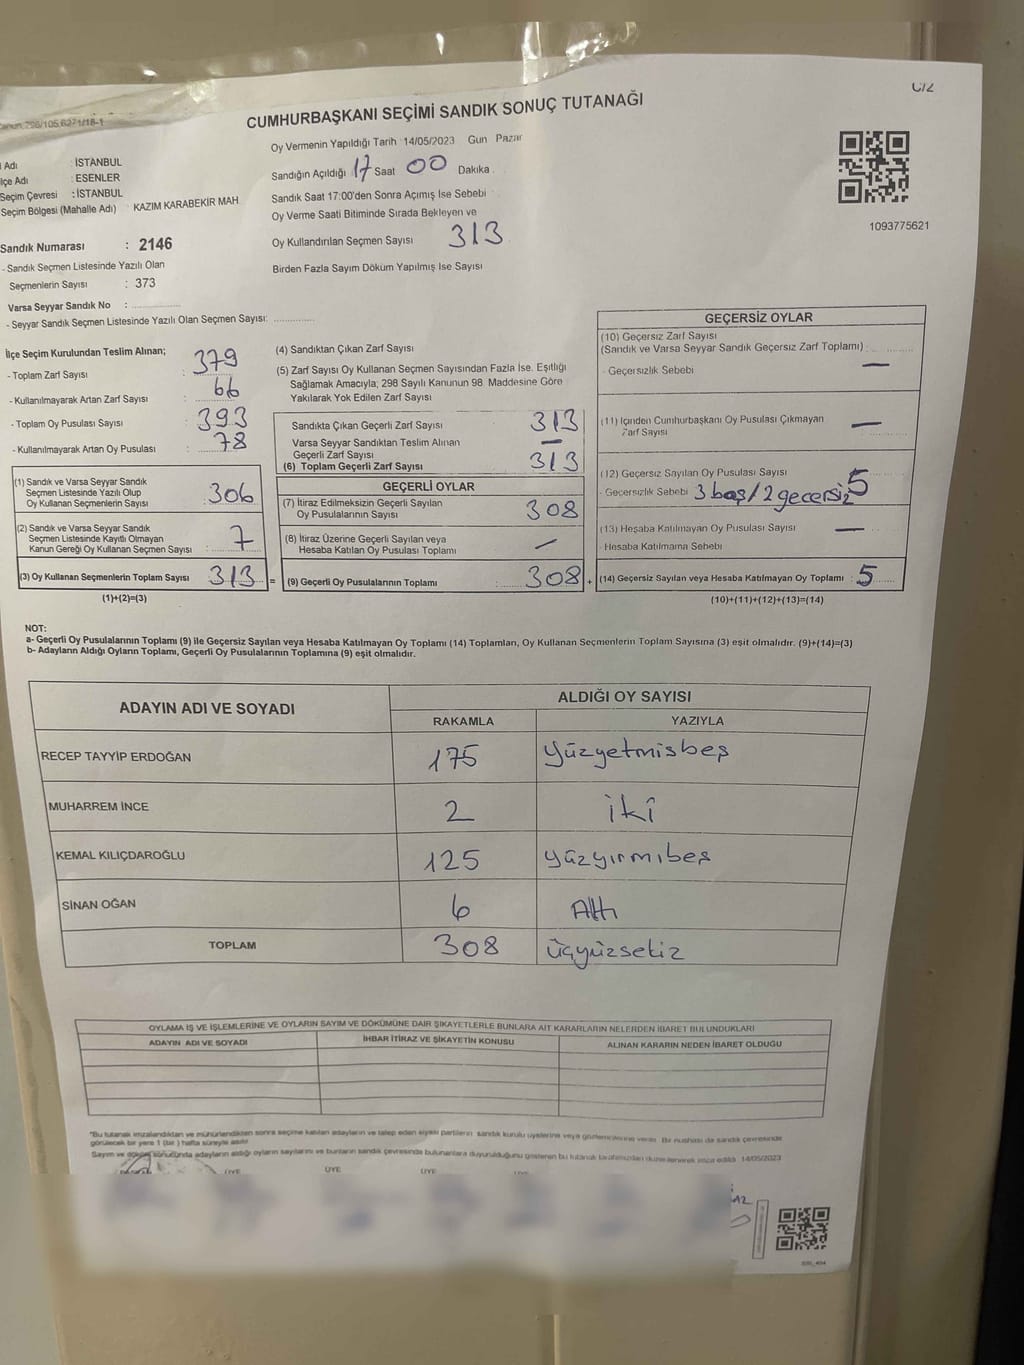 C/2
CUMHURBAŞKANI SEÇİMİ SANDIK SONUÇ TUTANAĞI
Oy Vermenin Yapıldığı Tarih 14/05/2023 Gün Pazar
Adı : İSTANBUL
İlçe Adı : ESENLER
Seçim Çevresi : İSTANBUL
Seçim Bölgesi (Mahalle Adı) : KAZIM KARABEKİR MAH
Sandık Numarası : 2146
- Sandık Seçmen Listesinde Yazılı Olan
Seçmenlerin Sayısı : 373
Varsa Seyyar Sandık No :
- Seyyar Sandık Seçmen Listesinde Yazılı Olan Seçmen Sayısı:
Sandığın Açıldığı 17 Saat 00 Dakika
Sandık Saat 17:00'den Sonra Açımış İse Sebebi
Oy Verme Saati Bitiminde Sırada Bekleyen ve
Oy Kullandırılan Seçmen Sayısı 313
Birden Fazla Sayım Döküm Yapılmış İse Sayısı
1093775621
İlçe Seçim Kurulundan Teslim Alınan;
- Toplam Zarf Sayısı : 379
- Kullanılmayarak Artan Zarf Sayısı : 66
- Toplam Oy Pusulası Sayısı : 393
- Kullanılmayarak Artan Oy Pusulası : 78
(1) Sandık ve Varsa Seyyar Sandık
Seçmen Listesinde Yazılı Olup
Oy Kullanan Seçmenlerin Sayısı : 306
(2) Sandık ve Varsa Seyyar Sandık
Seçmen Listesinde Kayıtlı Olmayan
Kanun Gereği Oy Kullanan Seçmen Sayısı : 7
(3) Oy Kullanan Seçmenlerin Toplam Sayısı 313 =
(1)+(2)=(3)
(4) Sandıktan Çıkan Zarf Sayısı
(5) Zarf Sayısı Oy Kullanan Seçmen Sayısından Fazla İse. Eşitliği
Sağlamak Amacıyla, 298 Sayılı Kanunun 98 Maddesine Göre
Yakılarak Yok Edilen Zarf Sayısı
Sandıkta Çıkan Geçerli Zarf Sayısı 313
Varsa Seyyar Sandıktan Teslim Alınan
Geçerli Zarf Sayısı —
(6) Toplam Geçerli Zarf Sayısı 313
GEÇERLİ OYLAR
(7) İtiraz Edilmeksizin Geçerli Sayılan
Oy Pusulalarının Sayısı 308
(8) İtiraz Üzerine Geçerli Sayılan veya
Hesaba Katılan Oy Pusulası Toplamı —
(9) Geçerli Oy Pusulalarının Toplamı : 308 +
GEÇERSİZ OYLAR
(10) Geçersiz Zarf Sayısı
(Sandık ve Varsa Seyyar Sandık Geçersiz Zarf Toplamı) :
- Geçersizlik Sebebi —
(11) İçinden Cumhurbaşkanı Oy Pusulası Çıkmayan
Zarf Sayısı —
(12) Geçersiz Sayılan Oy Pusulası Sayısı 5
- Geçersizlik Sebebi 3 boş/2 geçersiz
(13) Hesaba Katılmayan Oy Pusulası Sayısı —
- Hesaba Katılmama Sebebi
(14) Geçersiz Sayılan veya Hesaba Katılmayan Oy Toplamı : 5
(10)+(11)+(12)+(13)=(14)
NOT:
a- Geçerli Oy Pusulalarının Toplamı (9) ile Geçersiz Sayılan veya Hesaba Katılmayan Oy Toplamı (14) Toplamları, Oy Kullanan Seçmenlerin Toplam Sayısına (3) eşit olmalıdır. (9)+(14)=(3)
b- Adayların Aldığı Oyların Toplamı, Geçerli Oy Pusulalarının Toplamına (9) eşit olmalıdır.
ADAYIN ADI VE SOYADI
ALDIĞI OY SAYISI
RAKAMLA YAZIYLA
RECEP TAYYİP ERDOĞAN 175 yüzyetmisbeş
MUHARREM İNCE 2 iki
KEMAL KILIÇDAROĞLU 125 yüzyırmıbeş
SİNAN OĞAN 6 Altı
TOPLAM 308 üçyüzsekiz
OYLAMA İŞ VE İŞLEMLERİNE VE OYLARIN SAYIM VE DÖKÜMÜNE DAİR ŞİKAYETLERLE BUNLARA AİT KARARLARIN NELERDEN İBARET BULUNDUKLARI
ADAYIN ADI VE SOYADI
İHBAR İTİRAZ VE ŞİKAYETİN KONUSU
ALINAN KARARIN NEDEN İBARET OLDUĞU
*Bu tutanak imzalandıktan ve mühürlendikten sonra seçime katılan adayların ve talep eden siyasi partilerin sandık kurulu üyelerine veya gözlemcilerine verilir. Bir nushası da sandık çevresinde
görülecek bir yere 1 (bir) hafta süreyle asılır.
Sayım ve döküm sonucunda adayların aldığı oyların sayılarını ve bunların sandık çevresinde bulunanlara duyurulduğunu gösteren bu tutanak tarafımızdan düzenlenerek imza edildi 14/05/2023
ÜYE ÜYE ÜYE